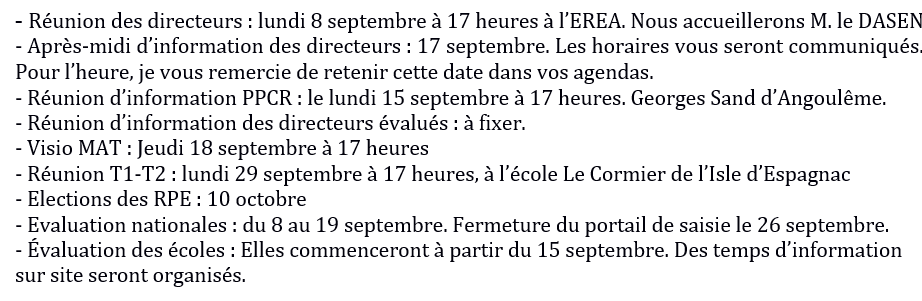 - Réunion des directeurs : lundi 8 septembre à 17 heures à l’EREA. Nous accueillerons M. le DASEN
- Après-midi d’information des directeurs : 17 septembre. Les horaires vous seront communiqués.
Pour l’heure, je vous remercie de retenir cette date dans vos agendas.
- Réunion d’information PPCR : le lundi 15 septembre à 17 heures. Georges Sand d’Angoulême.
- Réunion d’information des directeurs évalués : à fixer.
- Visio MAT : Jeudi 18 septembre à 17 heures
- Réunion T1-T2 : lundi 29 septembre à 17 heures, à l’école Le Cormier de l’Isle d’Espagnac
- Elections des RPE : 10 octobre
- Evaluation nationales : du 8 au 19 septembre. Fermeture du portail de saisie le 26 septembre.
- Évaluation des écoles : Elles commenceront à partir du 15 septembre. Des temps d’information
sur site seront organisés.